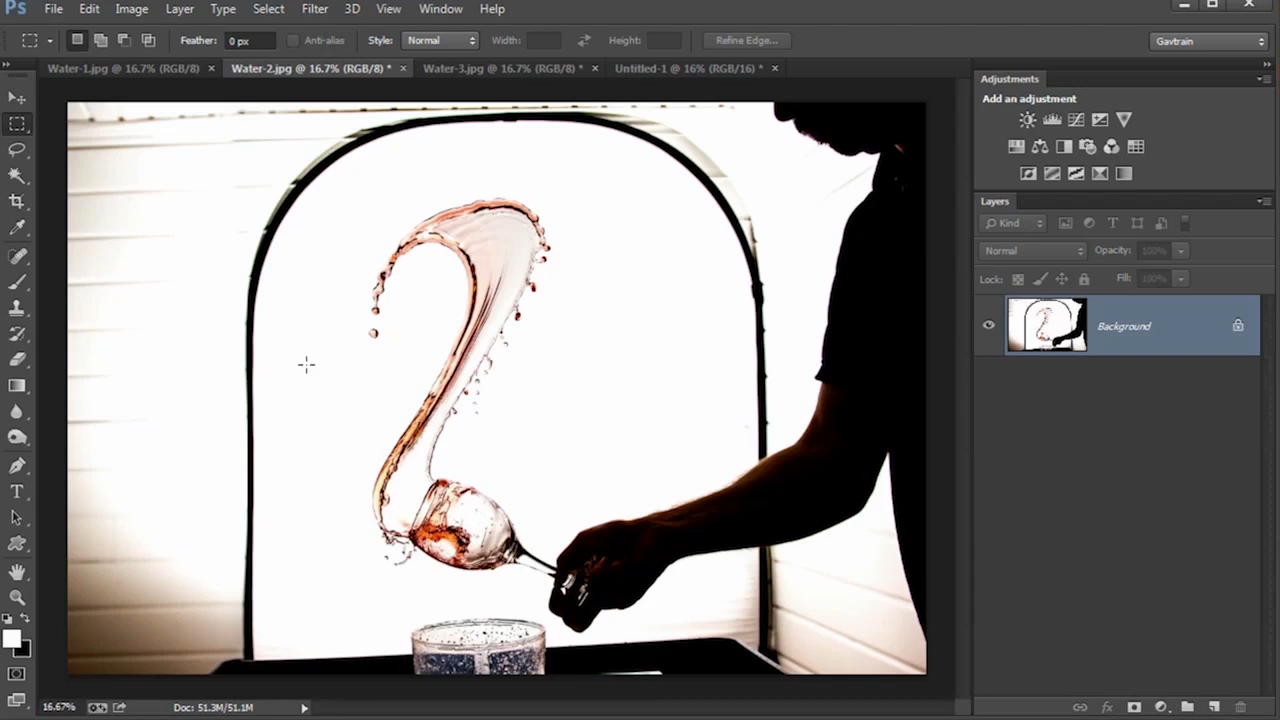 Ps File Edit Image Layer Type Select Filter 3D View Window Help
Feather: 0 px Anti-alias Style: Normal Width: Height: Refine Edge... Gavtrain
Water-1.jpg @ 16.7% (RGB/8) × Water-2.jpg @ 16.7% (RGB/8) * × Water-3.jpg @ 16.7% (RGB/8) * × Untitled-1 @ 16% (RGB/16) * ×
Adjustments
Add an adjustment
Layers
Kind T
Normal Opacity: 100%
Lock: Fill: 100%
Background
T
fx
16.67% Doc: 51.3M/51.1M